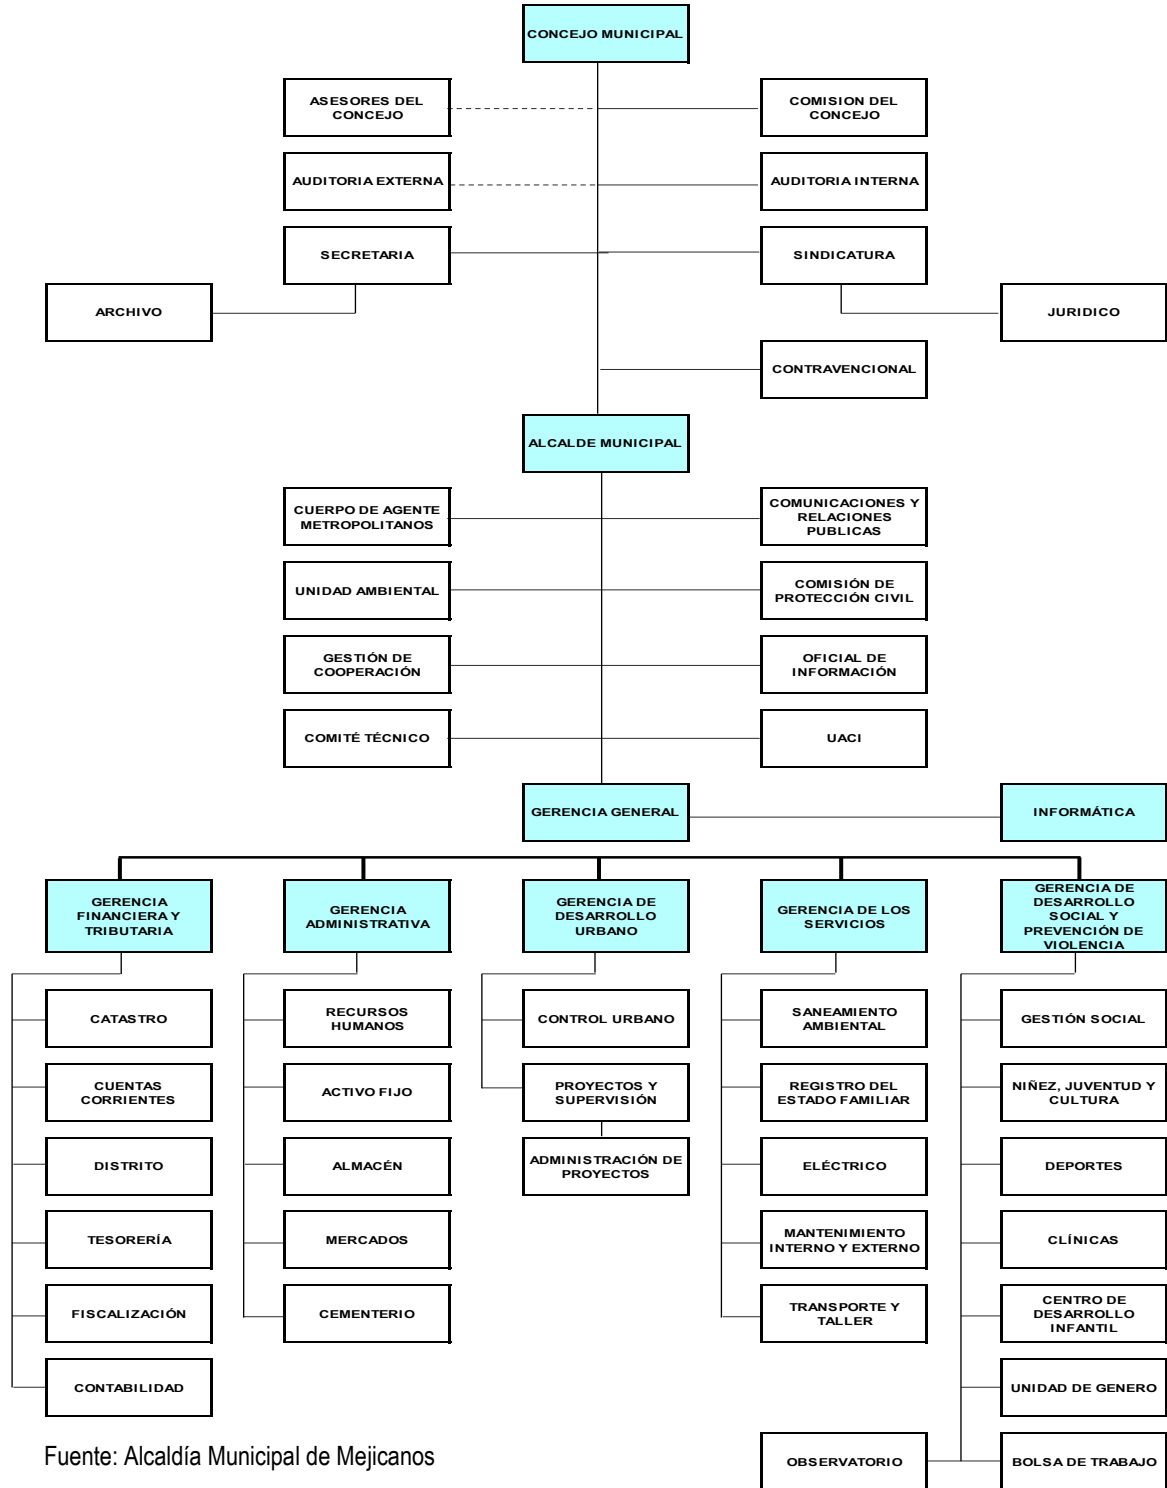 CONCEJO MUNICIPAL
ASESORES DEL
CONCEJO
COMISION DEL
CONCEJO
AUDITORIA EXTERNA
AUDITORIA INTERNA
SECRETARIA
SINDICATURA
ARCHIVO
JURIDICO
CONTRAVENCIONAL
ALCALDE MUNICIPAL
CUERPO DE AGENTE
METROPOLITANOS
COMUNICACIONES Y
RELACIONES
PUBLICAS
UNIDAD AMBIENTAL
COMISIÓN DE
PROTECCIÓN CIVIL
GESTIÓN DE
COOPERACIÓN
OFICIAL DE
INFORMACIÓN
COMITÉ TÉCNICO
UACI
GERENCIA GENERAL
INFORMÁTICA
GERENCIA
FINANCIERA Y
TRIBUTARIA
GERENCIA
ADMINISTRATIVA
GERENCIA DE
DESARROLLO
URBANO
GERENCIA DE LOS
SERVICIOS
GERENCIA DE
DESARROLLO
SOCIAL Y
PREVENCIÓN DE
VIOLENCIA
CATASTRO
CUENTAS
CORRIENTES
DISTRITO
TESORERÍA
FISCALIZACIÓN
CONTABILIDAD
RECURSOS
HUMANOS
ACTIVO FIJO
ALMACÉN
MERCADOS
CEMENTERIO
CONTROL URBANO
PROYECTOS Y
SUPERVISIÓN
ADMINISTRACIÓN DE
PROYECTOS
SANEAMIENTO
AMBIENTAL
REGISTRO DEL
ESTADO FAMILIAR
ELÉCTRICO
MANTENIMIENTO
INTERNO Y EXTERNO
TRANSPORTE Y
TALLER
GESTIÓN SOCIAL
NIÑEZ, JUVENTUD Y
CULTURA
DEPORTES
CLÍNICAS
CENTRO DE
DESARROLLO
INFANTIL
UNIDAD DE GENERO
OBSERVATORIO
BOLSA DE TRABAJO
Fuente: Alcaldía Municipal de Mejicanos